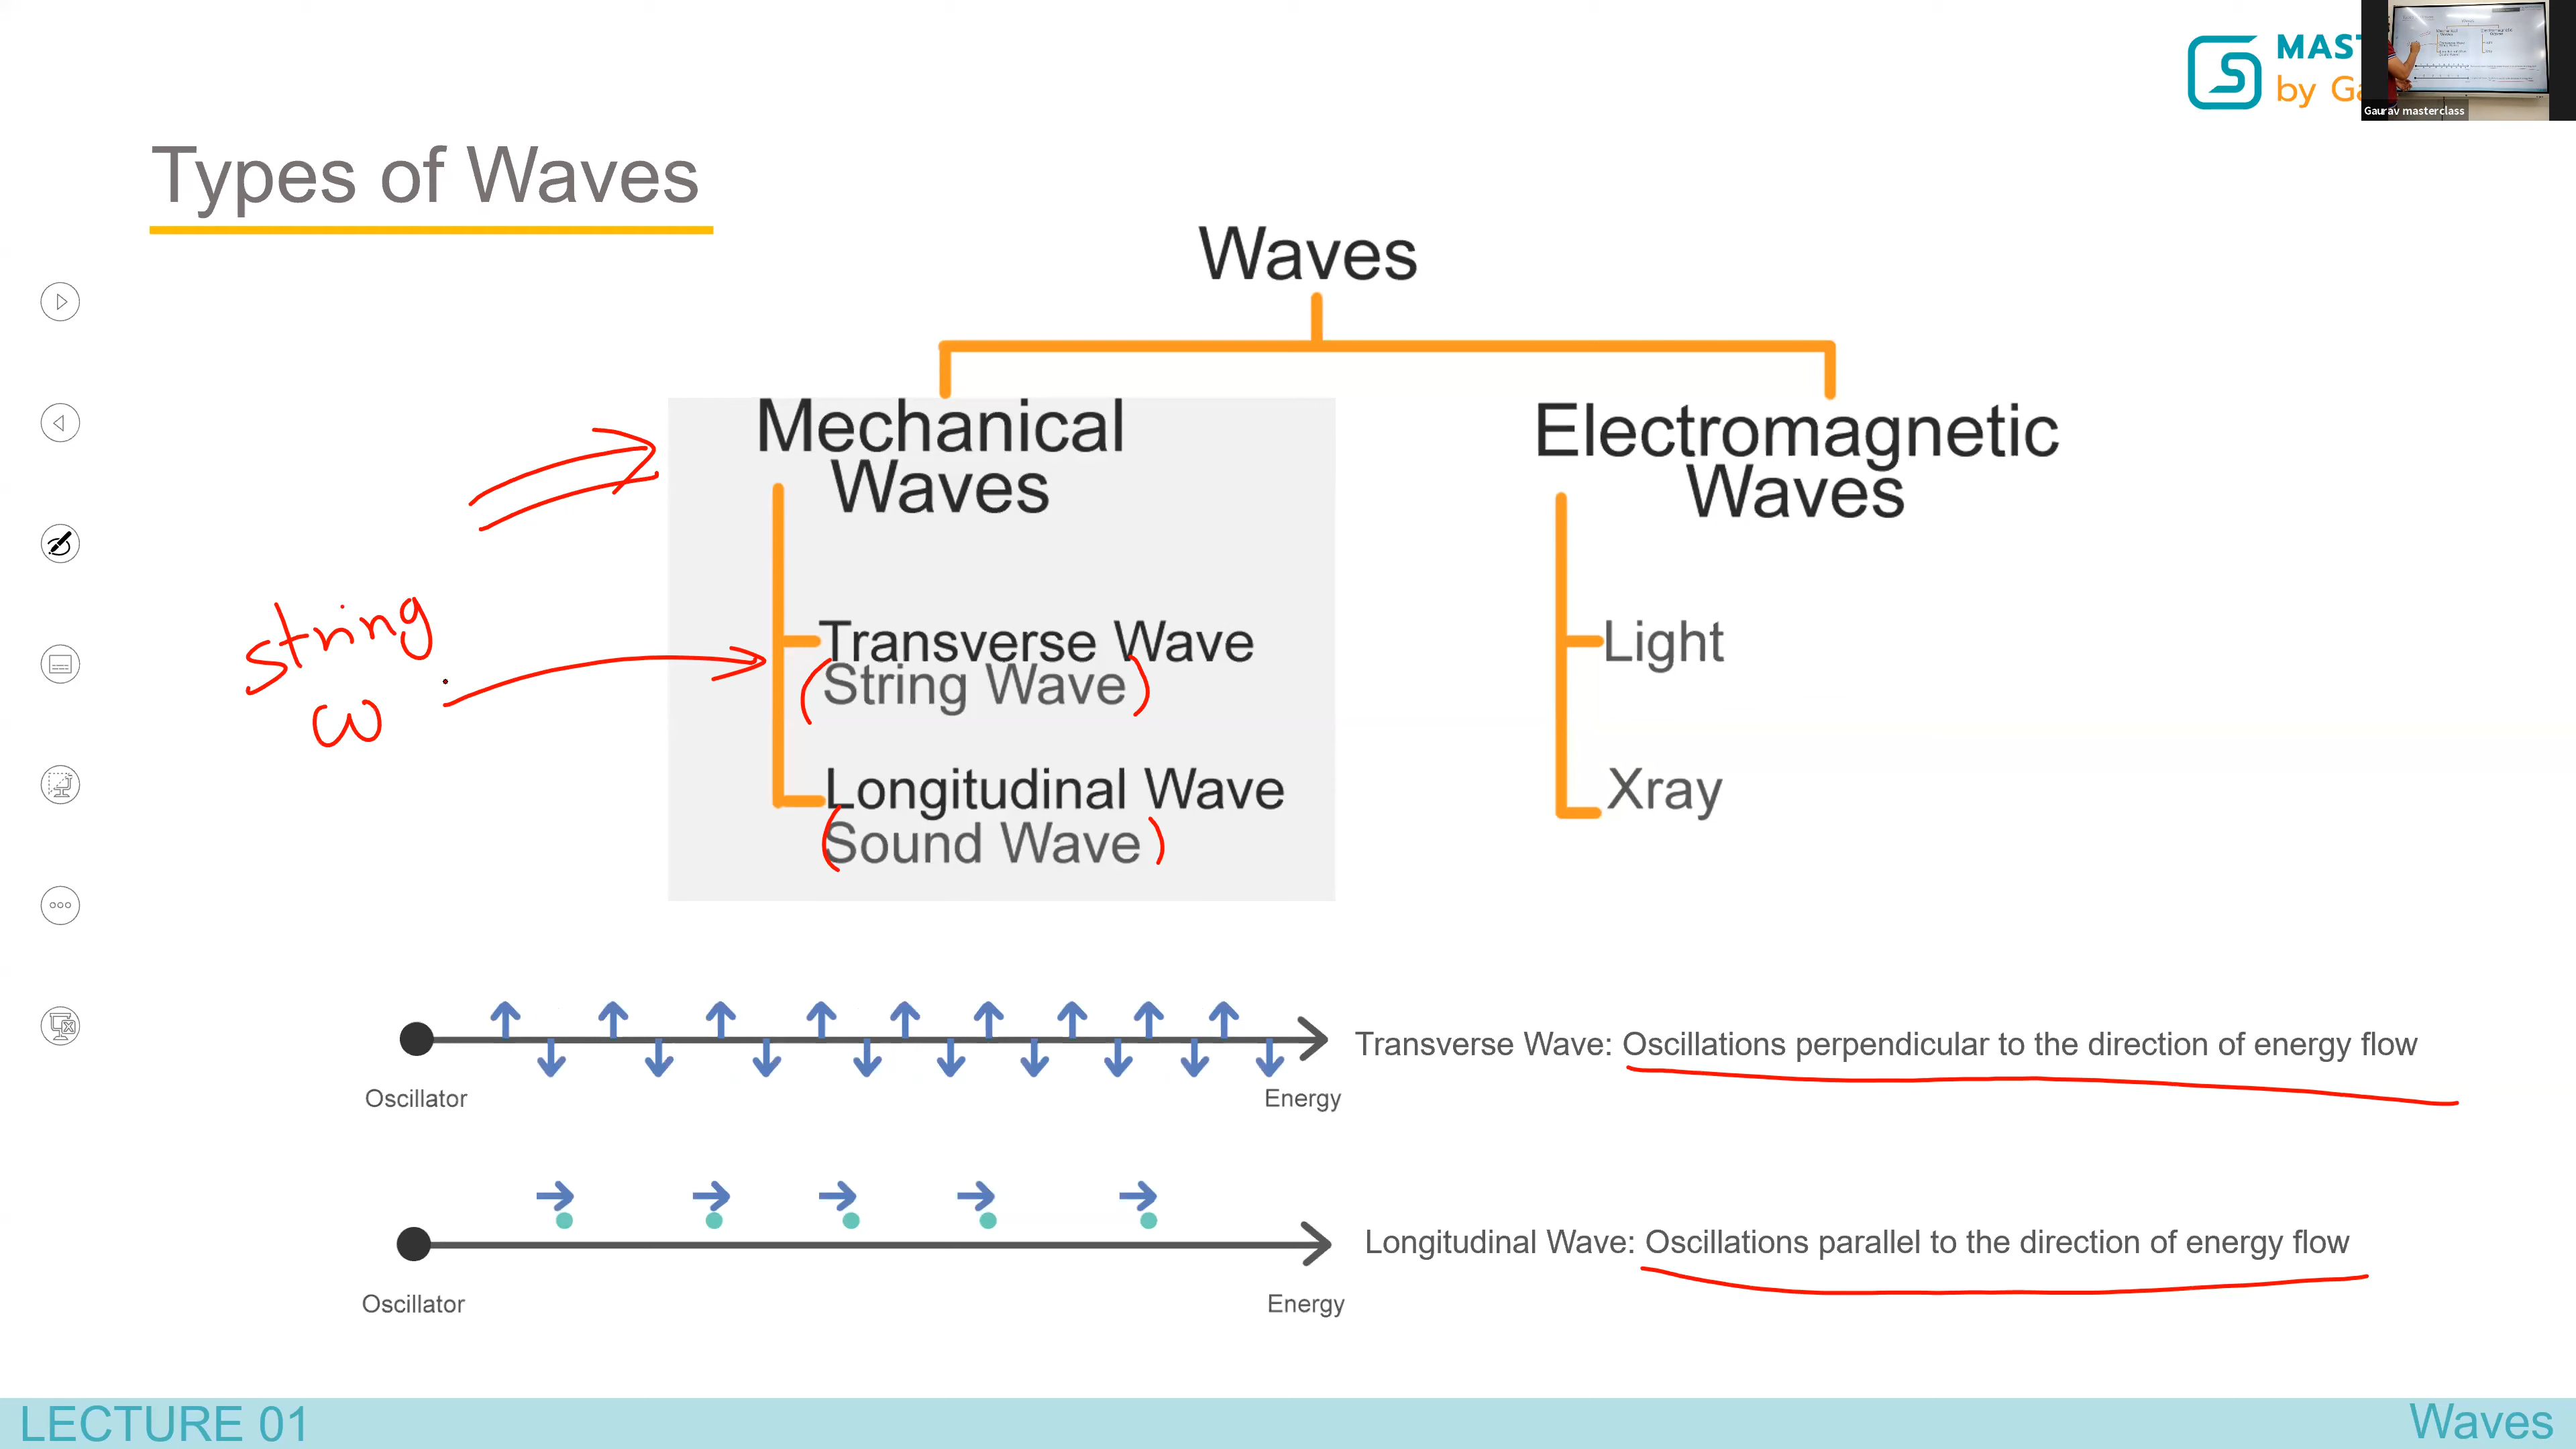 MAST
by Ga
Gaurav masterclass
Types of Waves
Waves
Mechanical
Waves
Electromagnetic
Waves
string
ω
Transverse Wave
(String Wave)
Light
Longitudinal Wave
(Sound Wave)
Xray
Transverse Wave: Oscillations perpendicular to the direction of energy flow
Oscillator
Energy
Longitudinal Wave: Oscillations parallel to the direction of energy flow
Oscillator
Energy
LECTURE 01
Waves